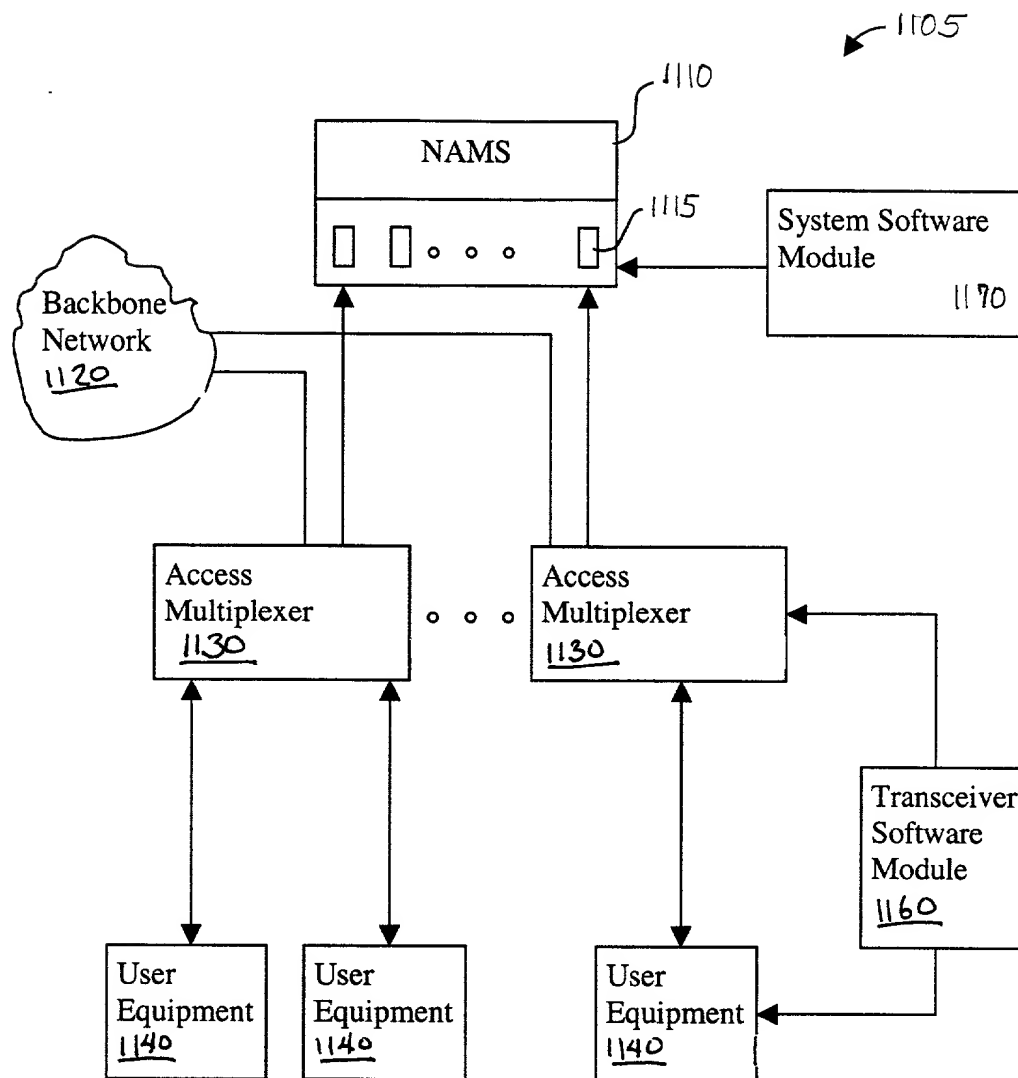 1105
1110
NAMS
1115
System Software
Module
1170
Backbone
Network
1120
Access
Multiplexer
1130
Access
Multiplexer
1130
Transceiver
Software
Module
1160
User
Equipment
1140
User
Equipment
1140
User
Equipment
1140